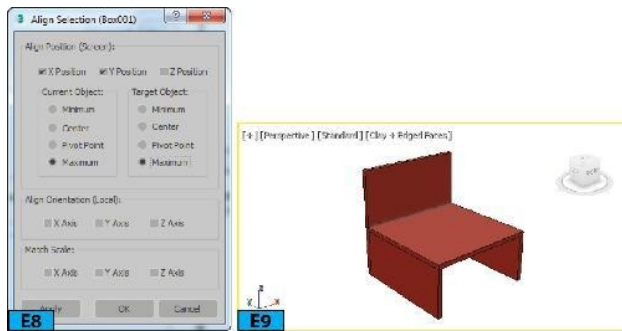 Align Selection (Box001)
Align Position (Screen):
X Position Y Position Z Position
Current Object: Target Object:
Minimum Minimum
Center Center
Pivot Point Pivot Point
Maximum Maximum
Align Orientation (Local):
X Axis Y Axis Z Axis
Match Scale:
X Axis Y Axis Z Axis
Apply OK Cancel
E8
[+] [Perspective] [Standard] [Clay + Edged Faces]
Z
Y X
E9